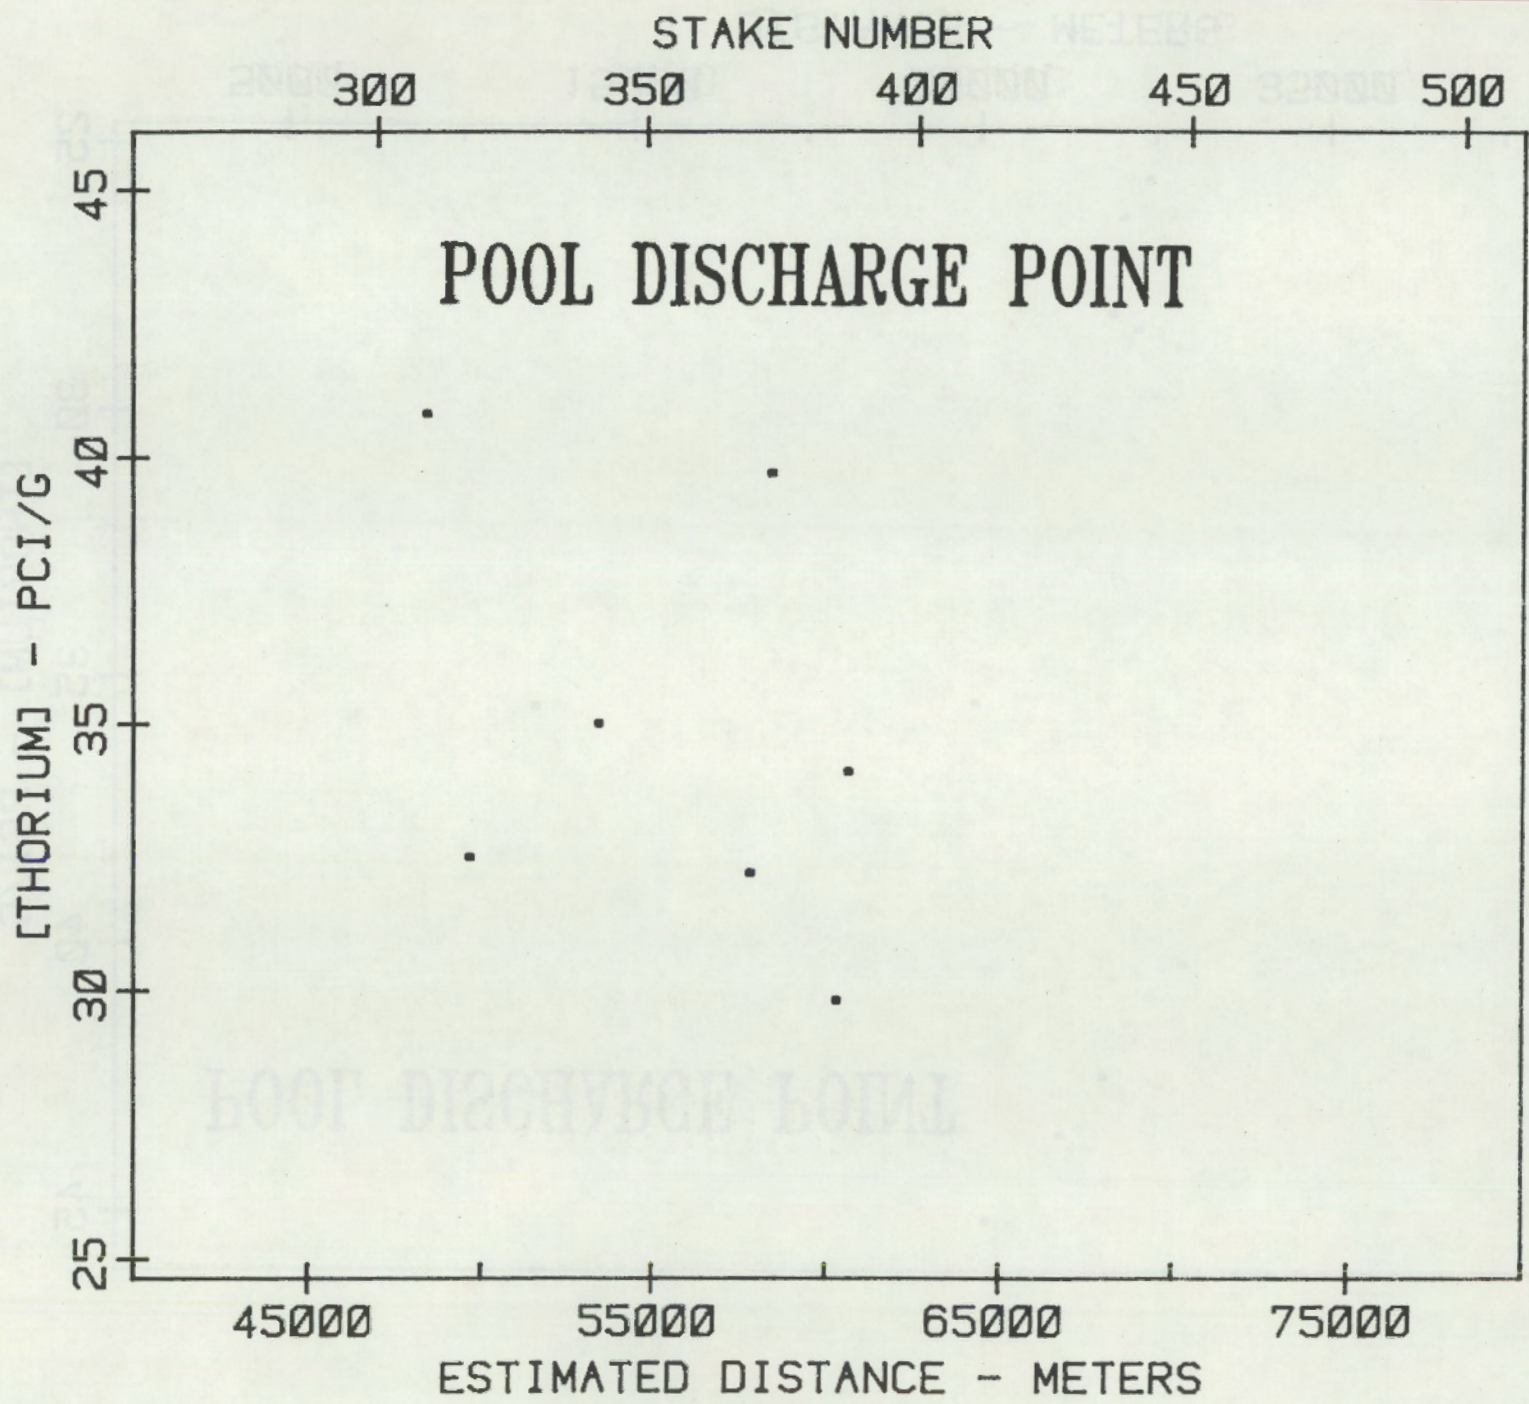 STAKE NUMBER
300 350 400 450 500
POOL DISCHARGE POINT
45
40
35
30
25
[THORIUM] - PCI/G
45000 55000 65000 75000
ESTIMATED DISTANCE - METERS